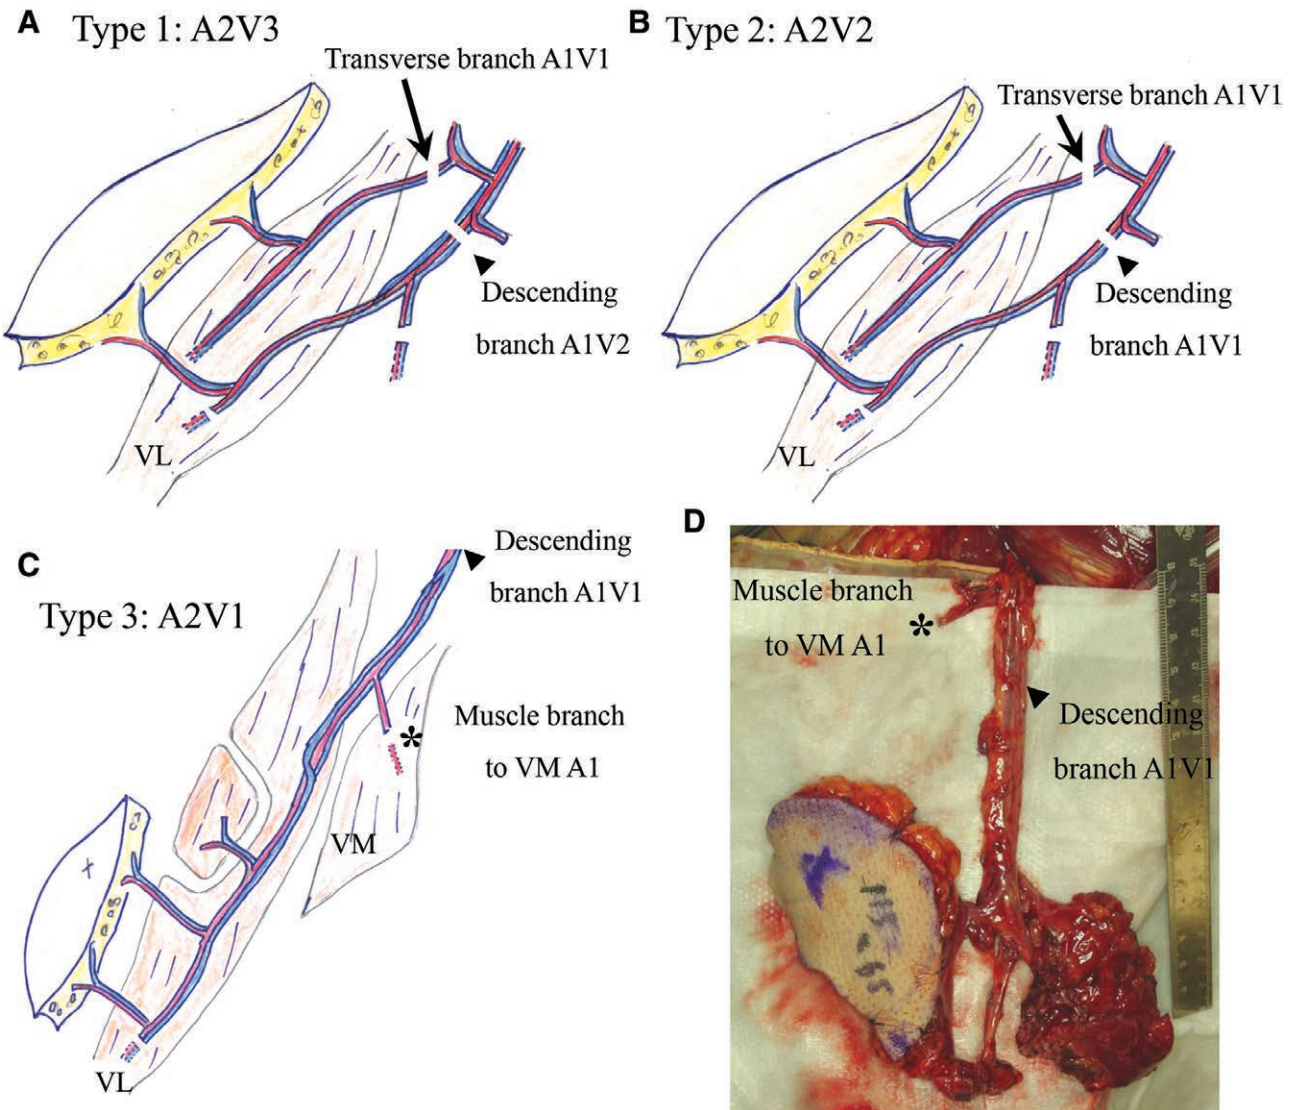 A
Type 1: A2V3
Transverse branch A1V1
Descending
branch A1V2
VL
B
Type 2: A2V2
Transverse branch A1V1
Descending
branch A1V1
VL
C
Type 3: A2V1
Descending
branch A1V1
Muscle branch
*
to VM A1
VM
VL
D
Muscle branch
to VM A1 *
Descending
branch A1V1